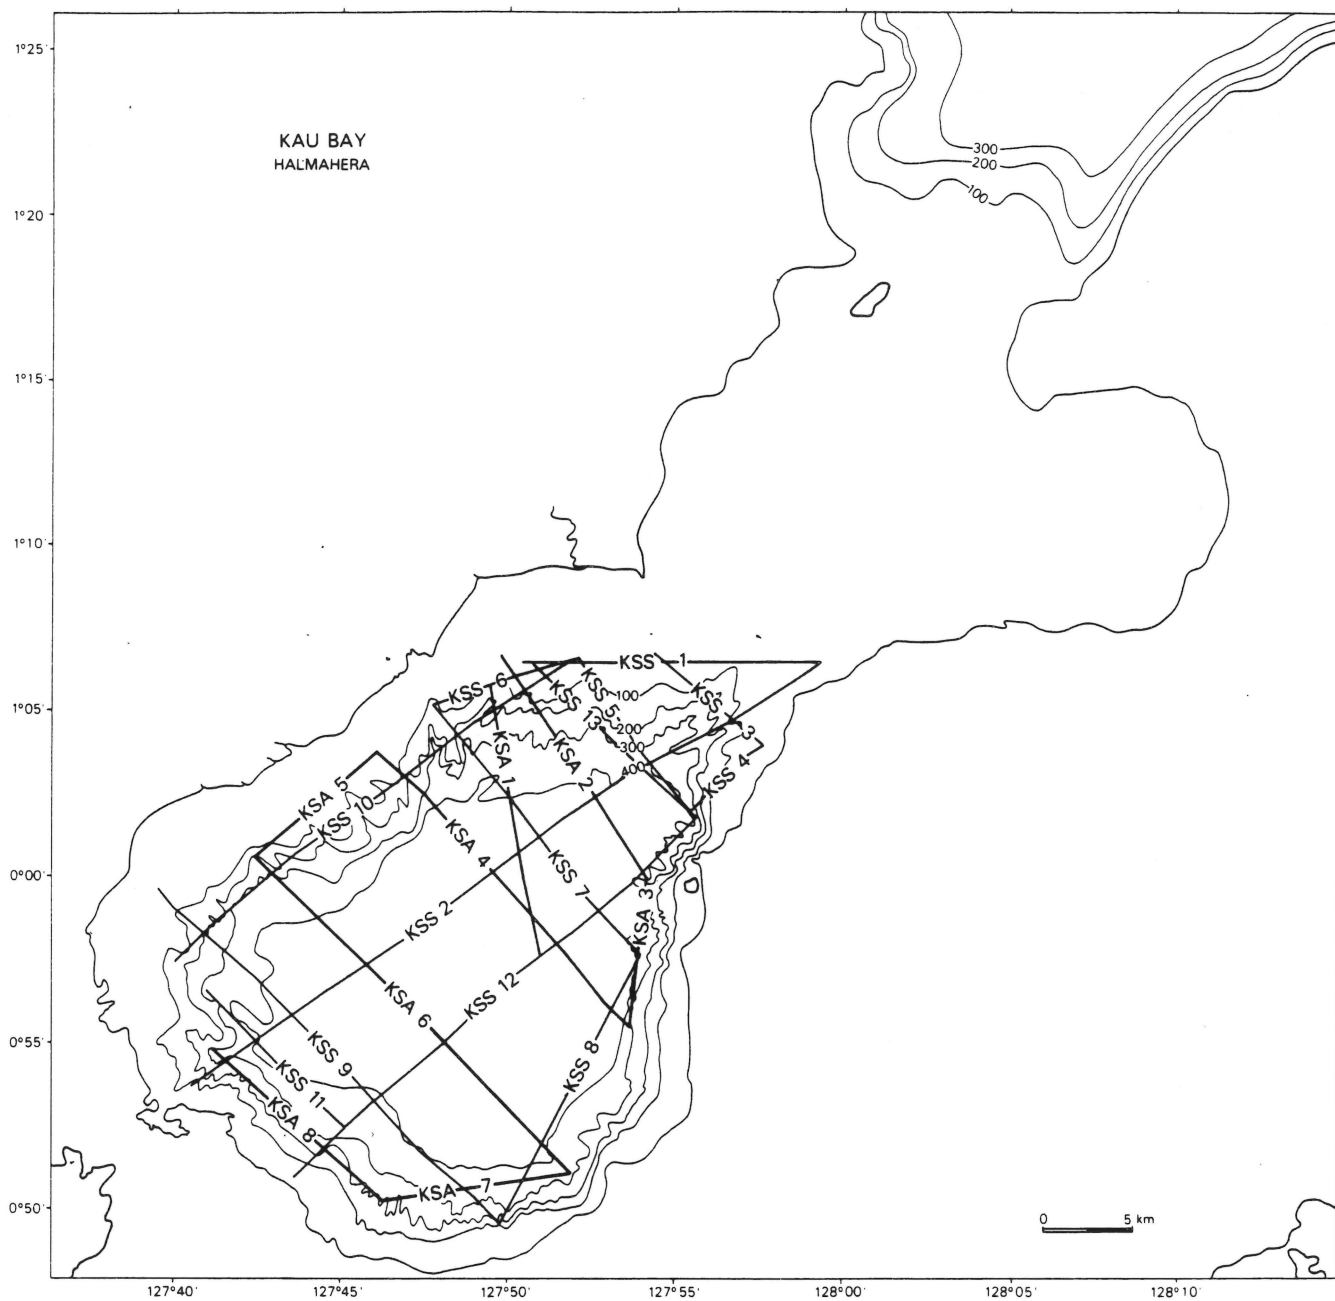 1°25'
KAU BAY
HALMAHERA
300
200
100
1°20'
1°15'
1°10'
KSS 1
KSS 6
KSS 5
KSS 13
100
KSS 3
1°05'
200
300
400
KSA 1
KSA 2
KSS 4
KSA 5
KSS 10
KSA 4
KSS 7
0°00'
KSA 3
KSS 2
KSS 12
KSA 6
0°55'
KSS 9
KSS 8
KSS 11
KSA 8
KSA 7
0°50'
0 5 km
127°40' 127°45' 127°50' 127°55' 128°00' 128°05' 128°10'